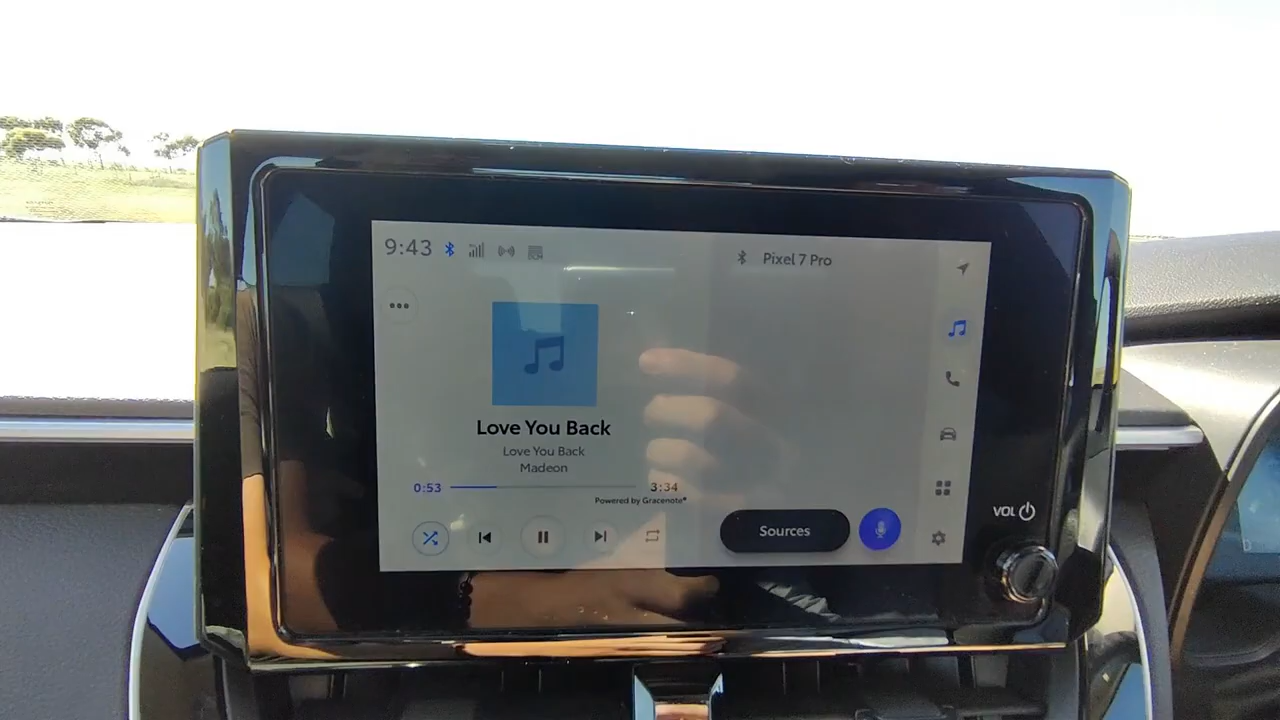 9:43
Pixel 7 Pro
Love You Back
Love You Back
Madeon
0:53
3:34
Powered by Gracenote®
Sources
VOL